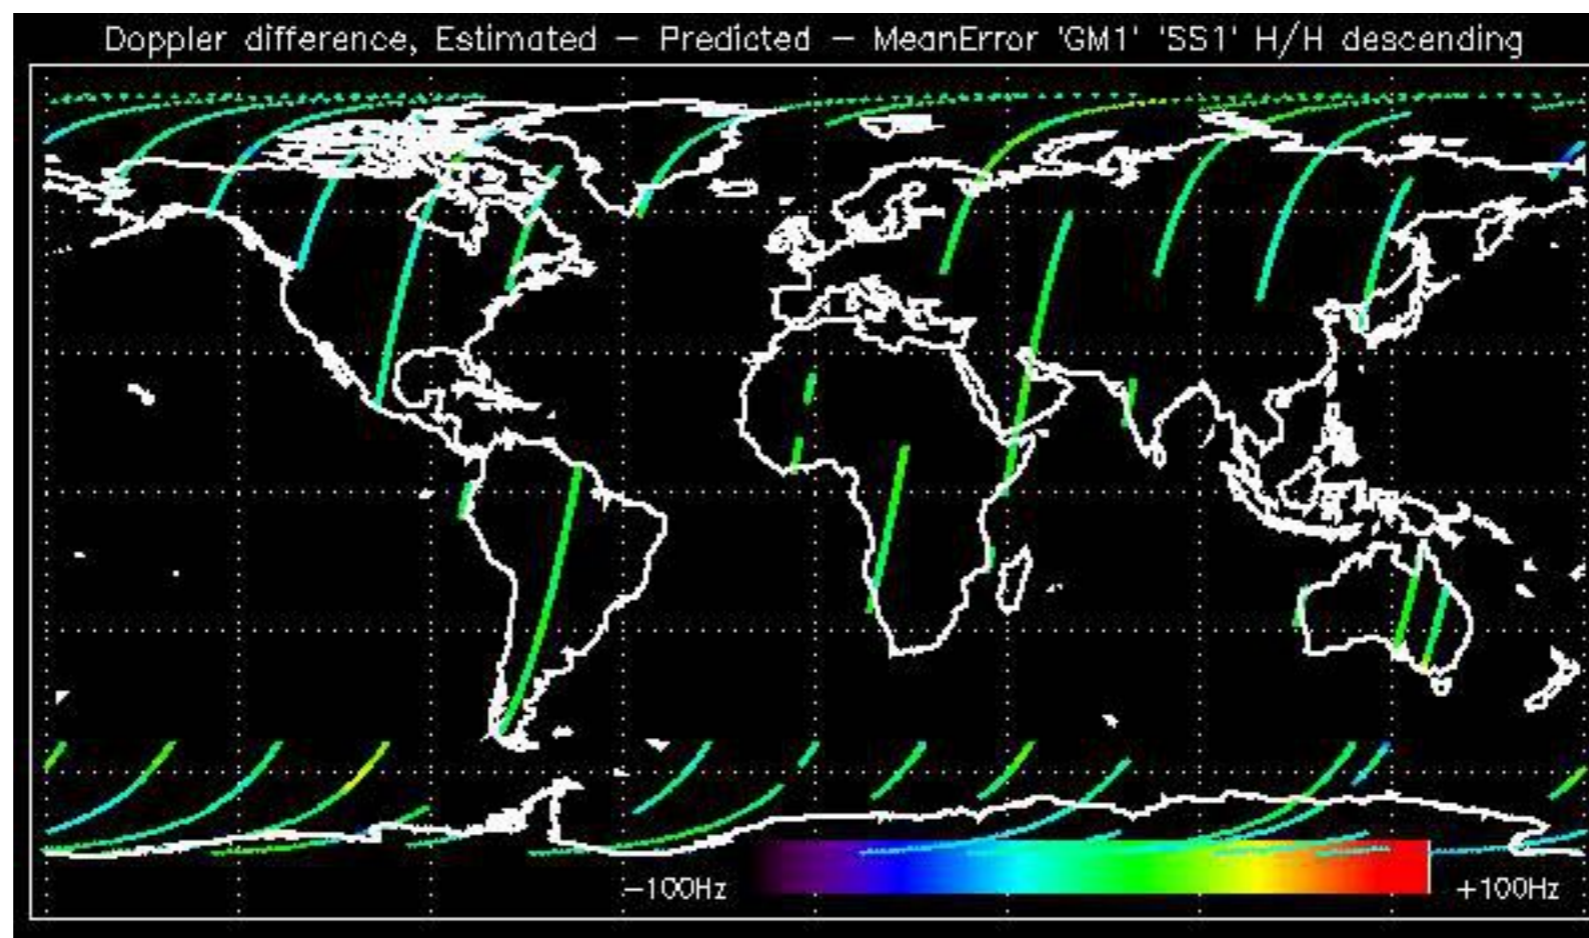 Doppler difference, Estimated − Predicted − MeanError 'GM1' 'SS1' H/H descending
−100Hz
+100Hz